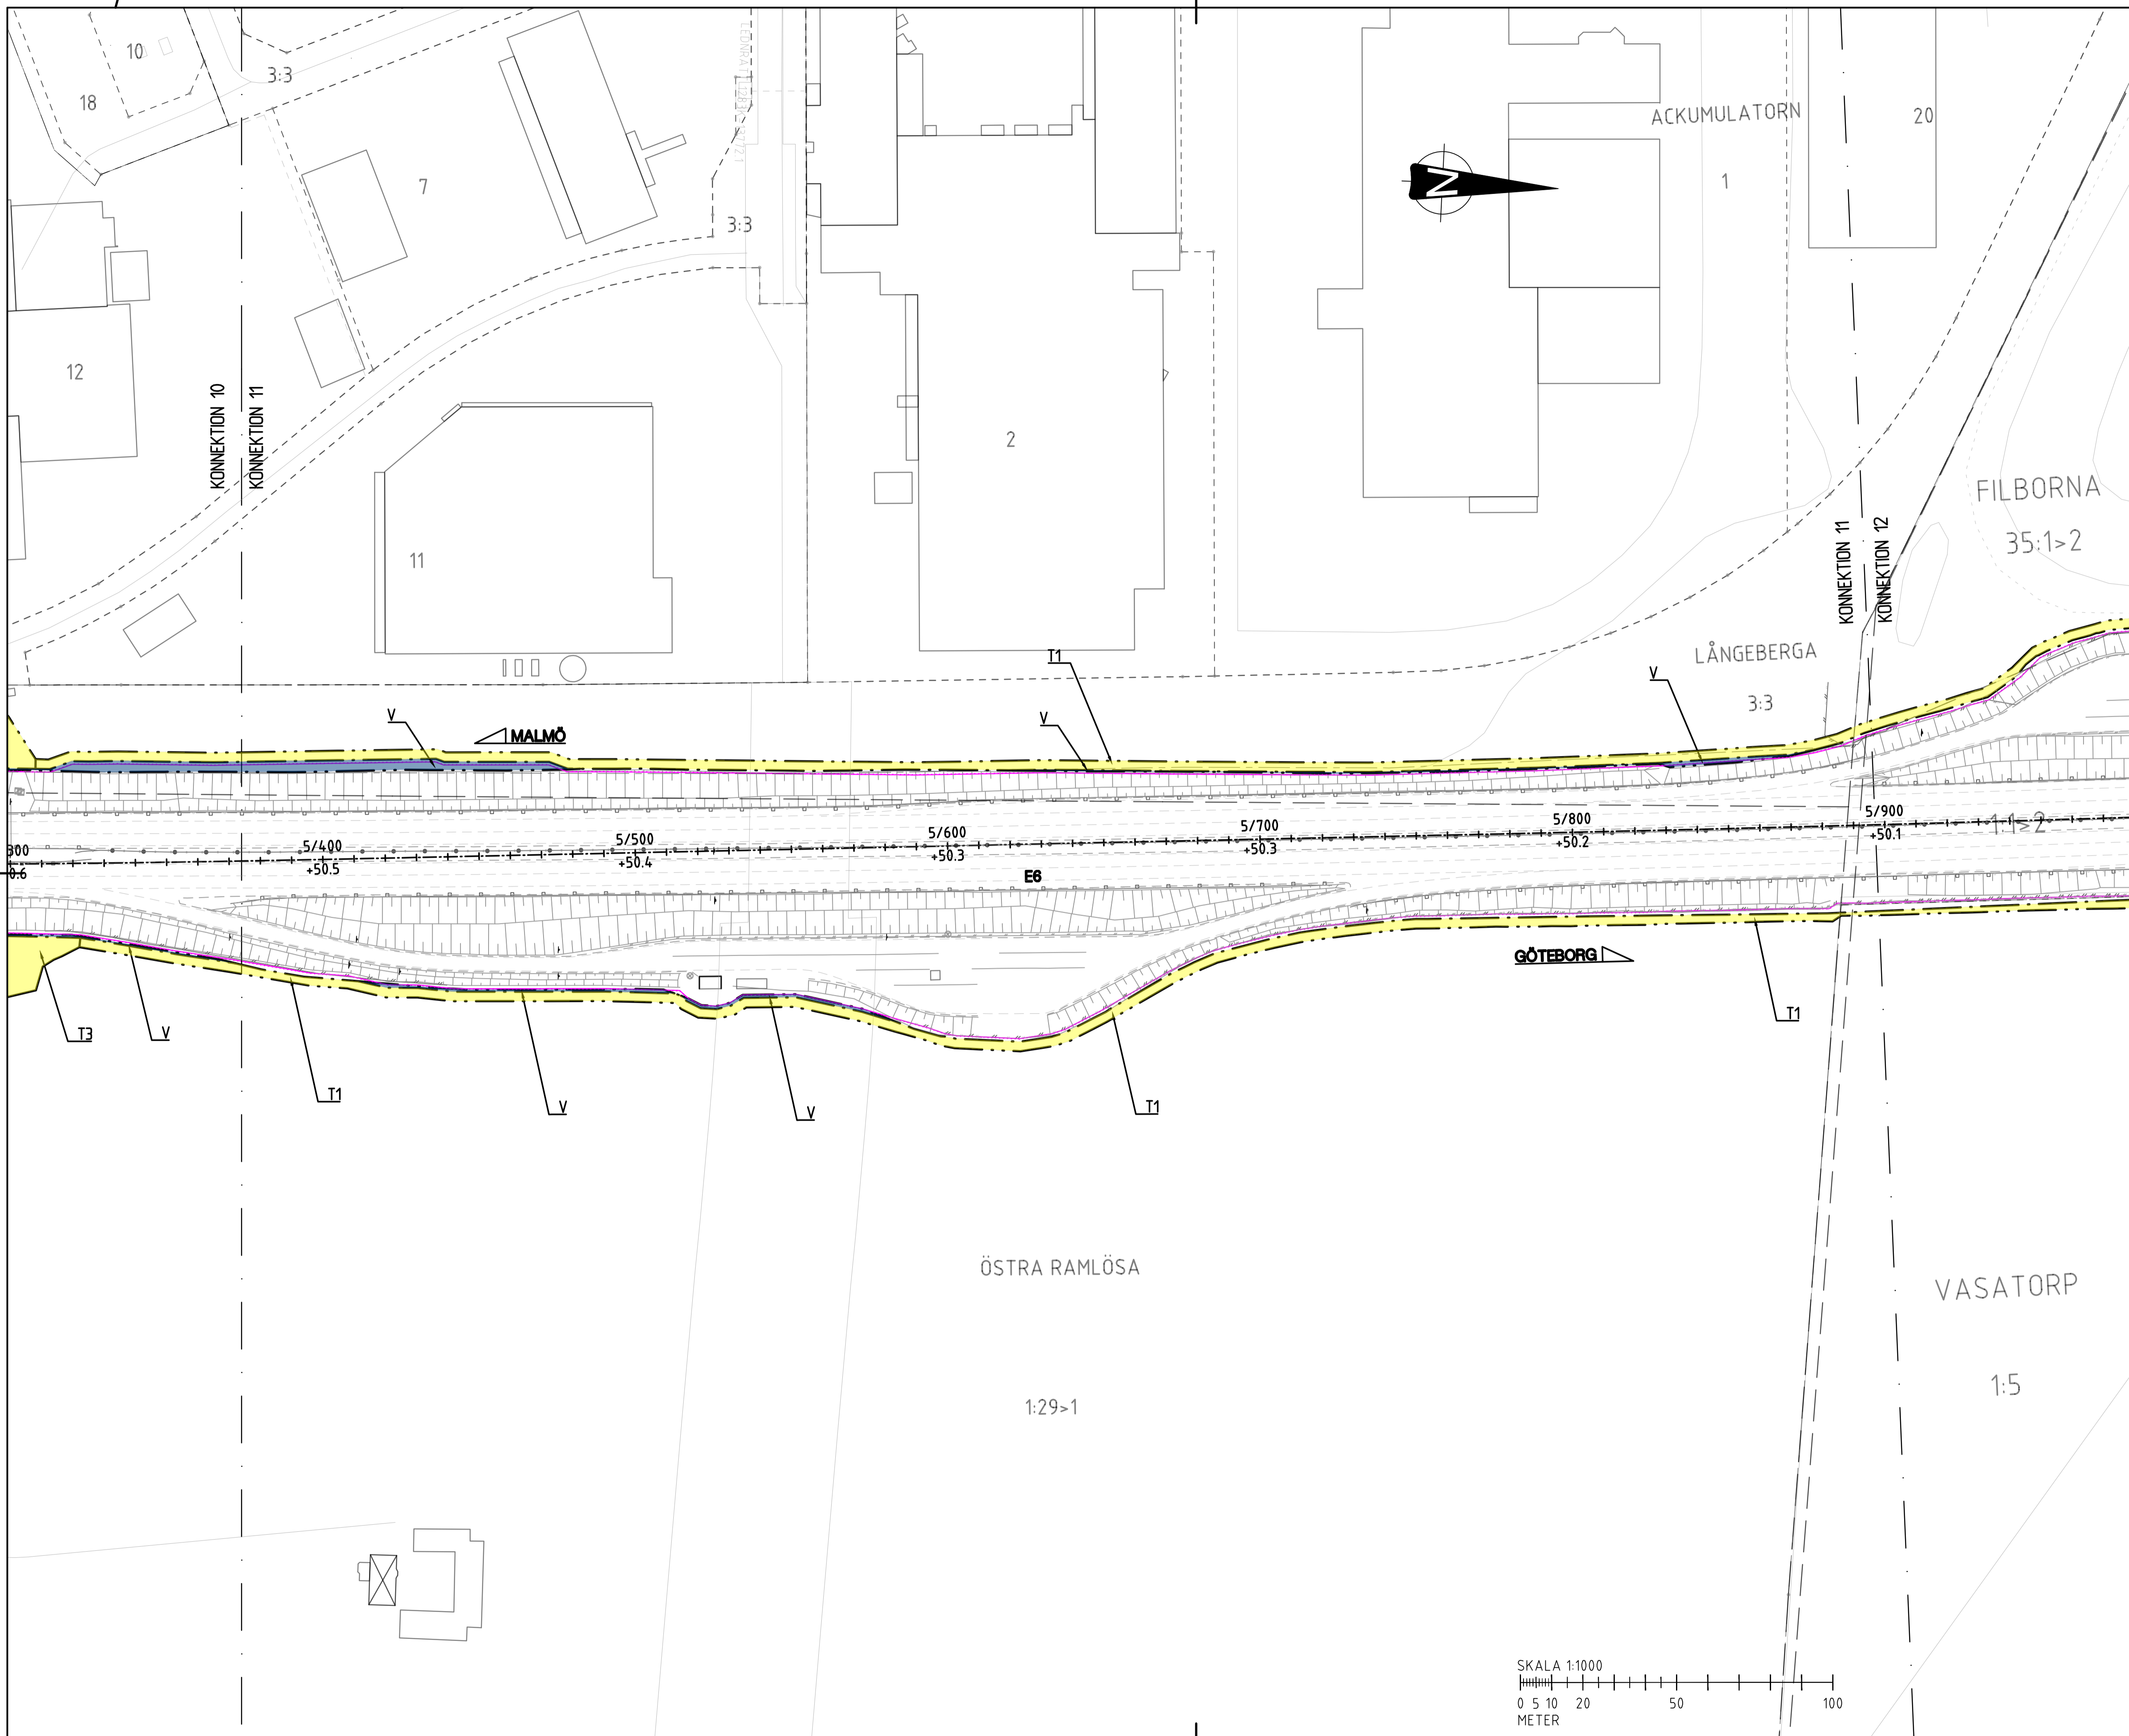 10
3:3
18
7
3:3
12
KONNEKTION 10
KONNEKTION 11
11
2
N
ACKUMULATORN
1
20
FILBORNA
35:1>2
KONNEKTION 11
KONNEKTION 12
LÅNGEBERGA
3:3
T1
V
V
V
MALMÖ
5/400
+50.5
5/500
+50.4
5/600
+50.3
5/700
+50.3
5/800
+50.2
5/900
+50.1
1:1>2
300
0.6
E6
GÖTEBORG
T3
V
T1
V
V
T1
T1
ÖSTRA RAMLÖSA
1:29>1
VASATORP
1:5
SKALA 1:1000
0 5 10 20 50 100
METER